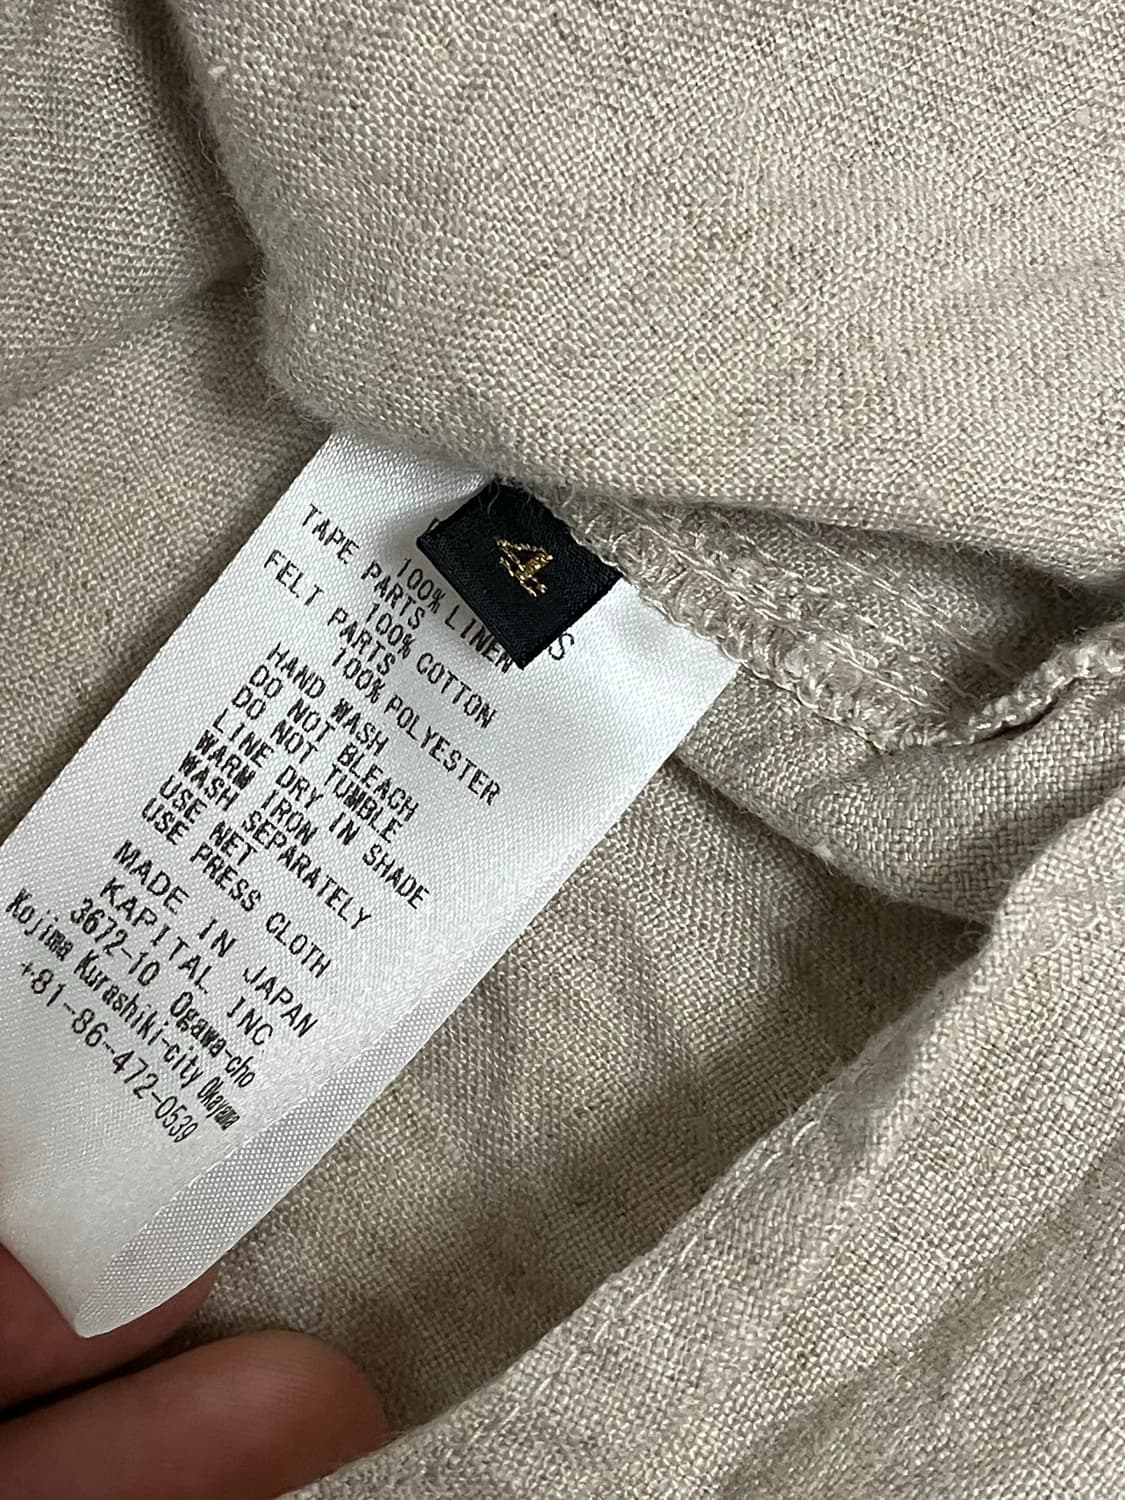 4
100% LINEN
TAPE PARTS
100% COTTON
FELT PARTS
100% POLYESTER
HAND WASH
DO NOT BLEACH
DO NOT TUMBLE
LINE DRY IN SHADE
WARM IRON
WASH SEPARATELY
USE NET
USE PRESS CLOTH
MADE IN JAPAN
KAPITAL INC
3672-10 Ogawa-cho
Kojima Kurashiki-city Okayama
+81-86-472-0539